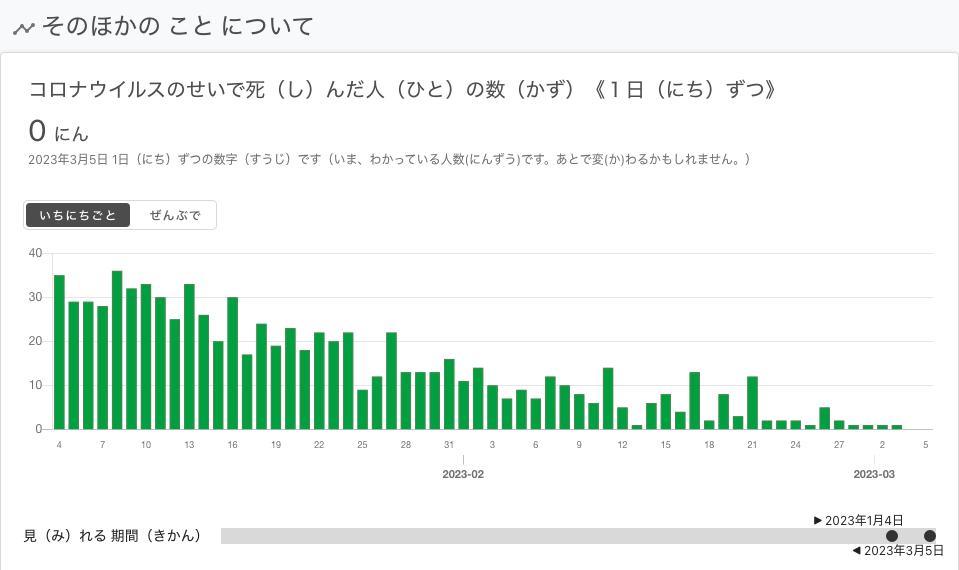 そのほかの こと について
コロナウイルスのせいで死（し）んだ人（ひと）の数（かず）《１日（にち）ずつ》
0 にん
2023年3月5日 1日（にち）ずつの数字（すうじ）です（いま、わかっている人数(にんずう)です。あとで変(か)わるかもしれません。）
いちにちごと ぜんぶで
40
30
20
10
0
4 7 10 13 16 19 22 25 28 31 3 6 9 12 15 18 21 24 27 2 5
2023-02 2023-03
▶ 2023年1月4日
見（み）れる 期間（きかん）
◀ 2023年3月5日